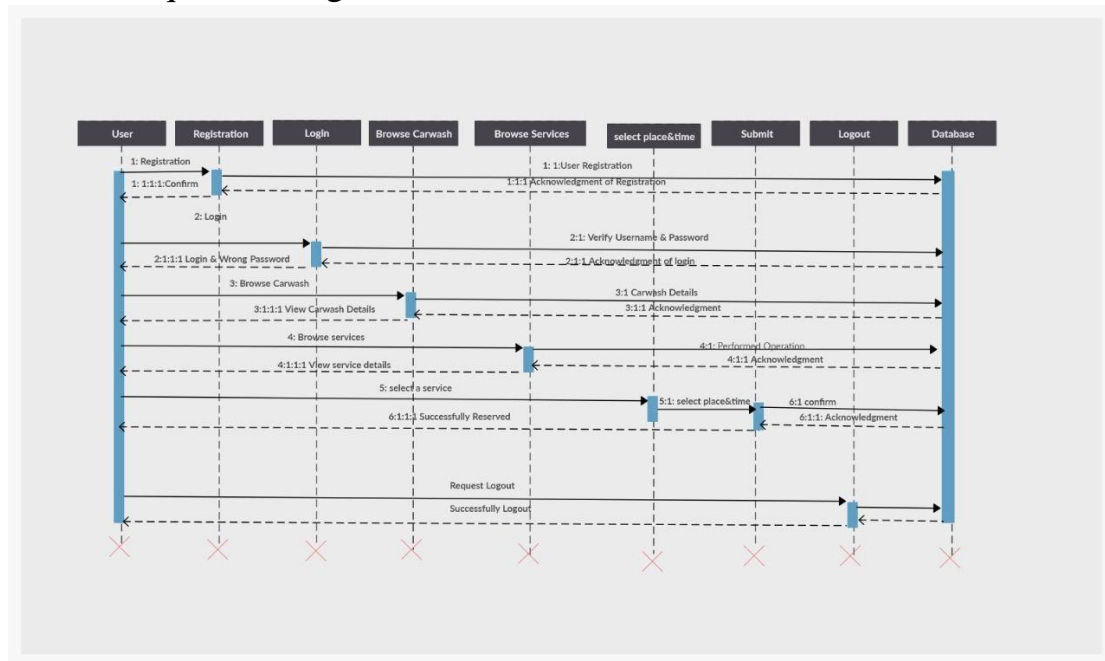 User Registration Login Browse Carwash Browse Services select place&time Submit Logout Database
1: Registration
1: 1:User Registration
1: 1:1:1:Confirm
1:1:1 Acknowledgment of Registration
2: Login
2:1: Verify Username & Password
2:1:1:1 Login & Wrong Password
2:1:1 Acknowledgment of login
3: Browse Carwash
3:1 Carwash Details
3:1:1:1 View Carwash Details
3:1:1 Acknowledgment
4: Browse services
4:1: Performed Operation
4:1:1:1 View service details
4:1:1 Acknowledgment
5: select a service
5:1: select place&time
6:1 confirm
6:1:1:1 Successfully Reserved
6:1:1: Acknowledgment
Request Logout
Successfully Logout